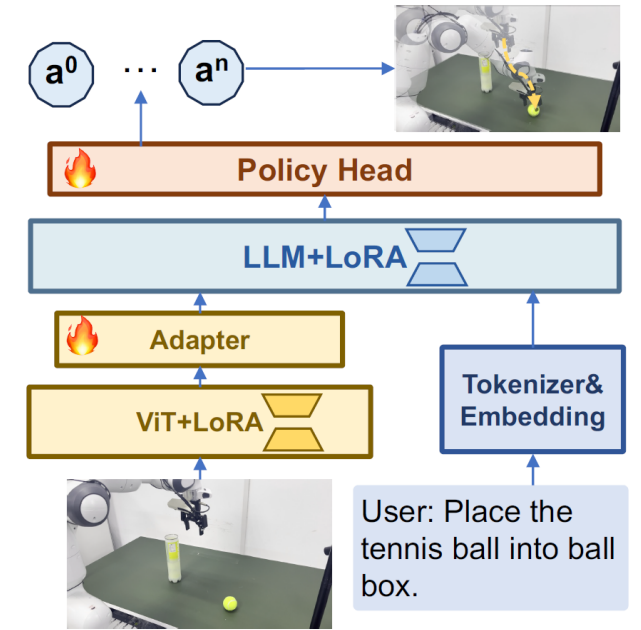 a⁰ ... aⁿ
Policy Head
LLM+LoRA
Adapter
ViT+LoRA
Tokenizer&
Embedding
User: Place the
tennis ball into ball
box.